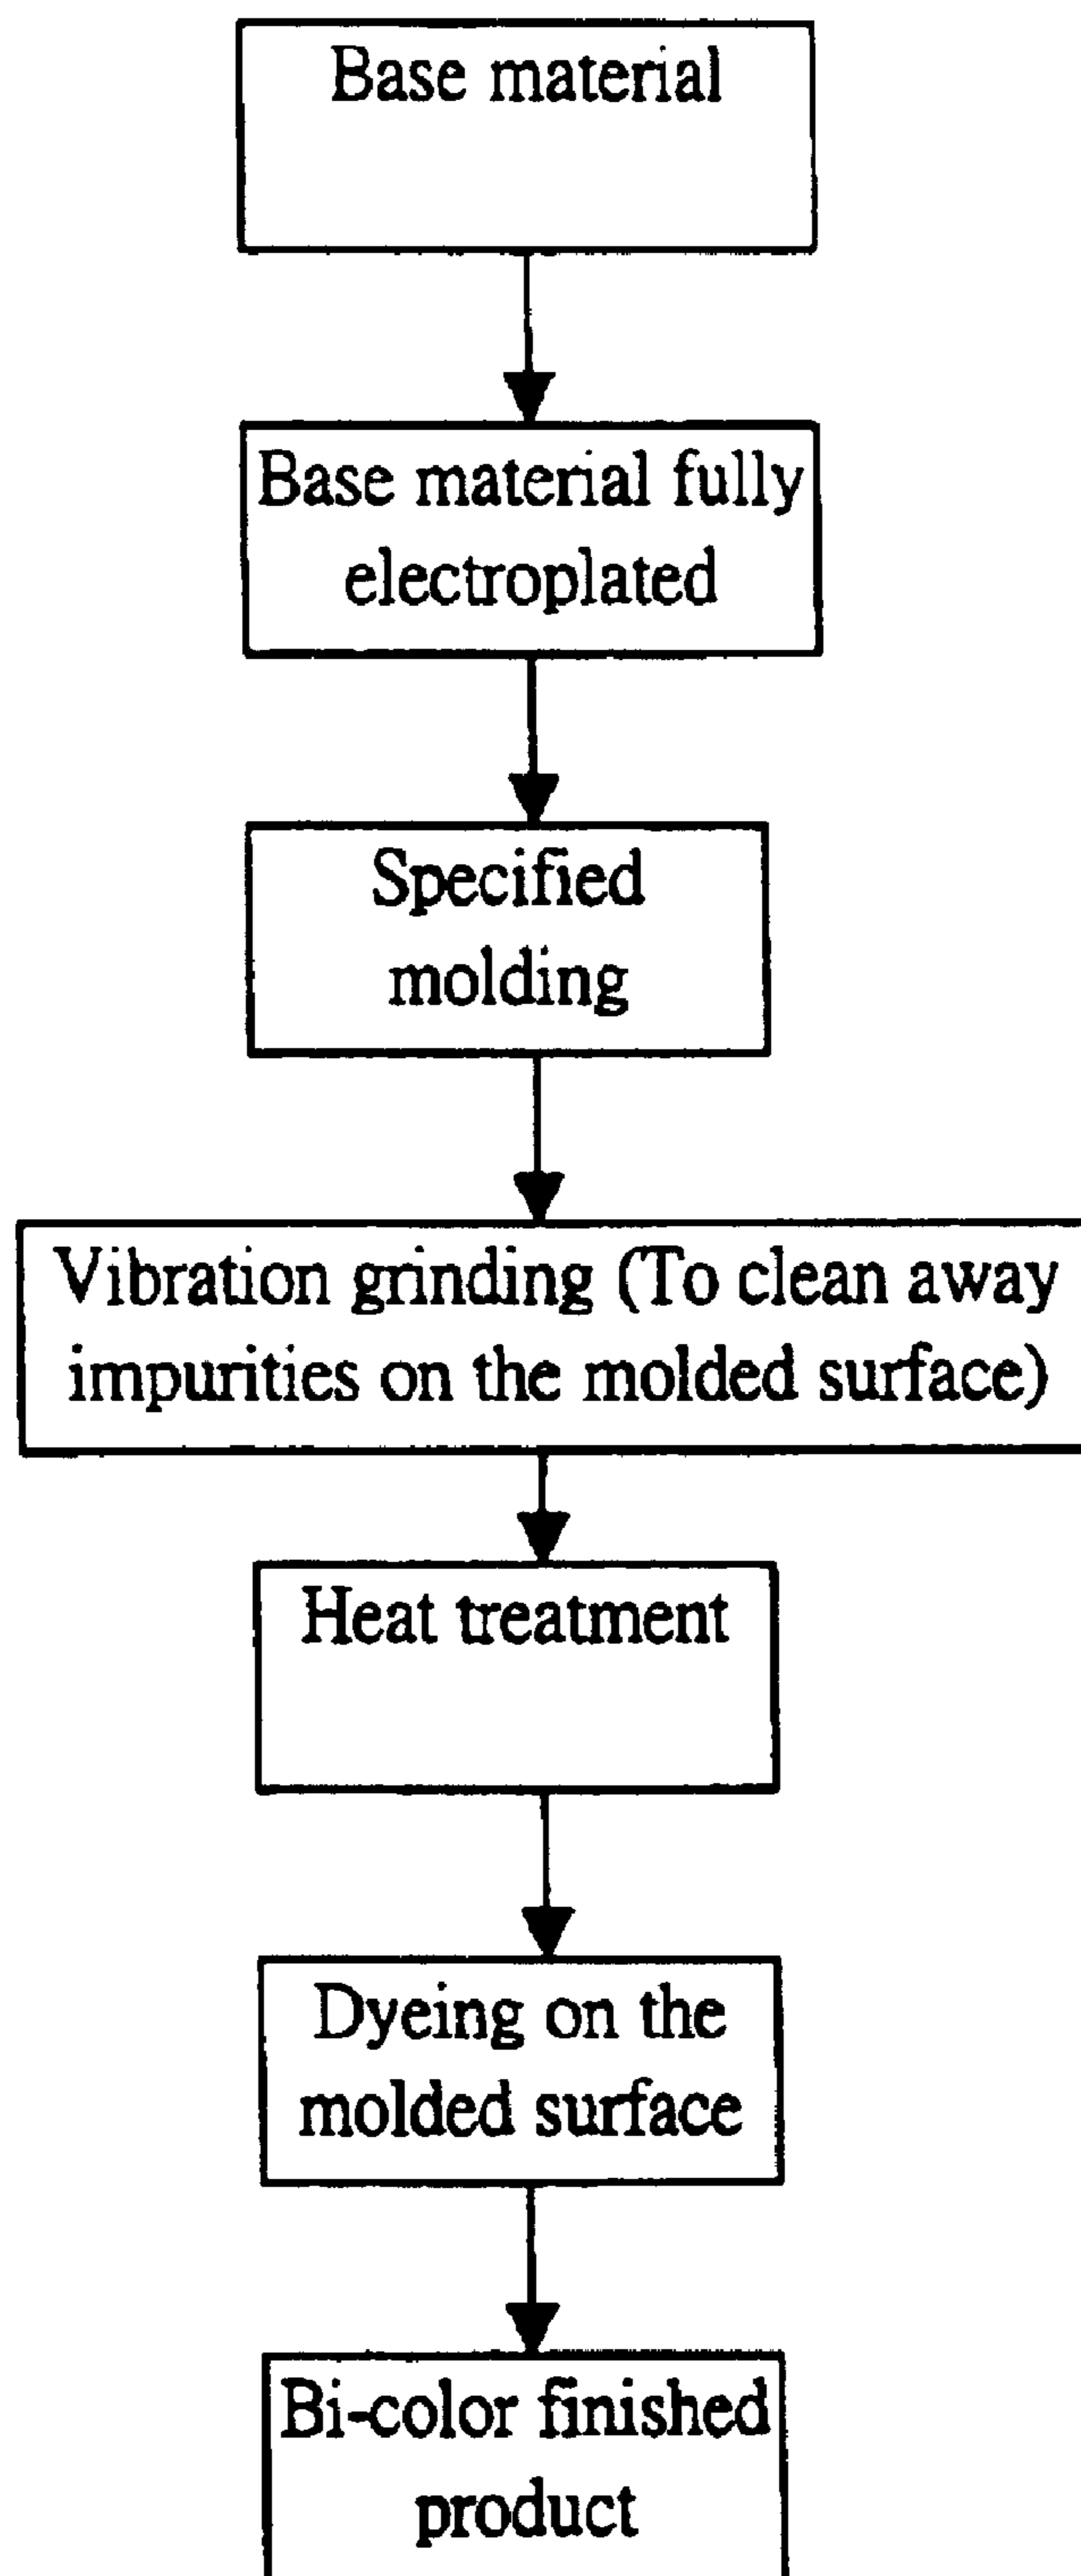 Base material
Base material fully
electroplated
Specified
molding
Vibration grinding (To clean away
impurities on the molded surface)
Heat treatment
Dyeing on the
molded surface
Bi-color finished
product